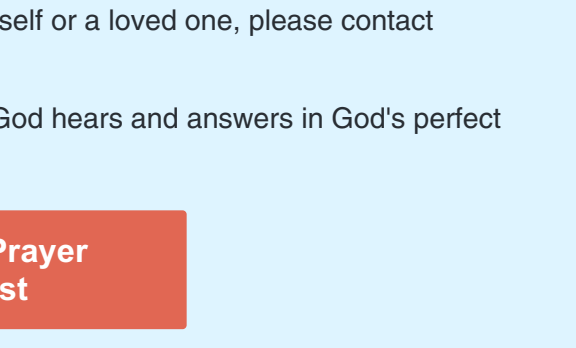 self or a loved one, please contact
God hears and answers in God's perfect
Prayer
st